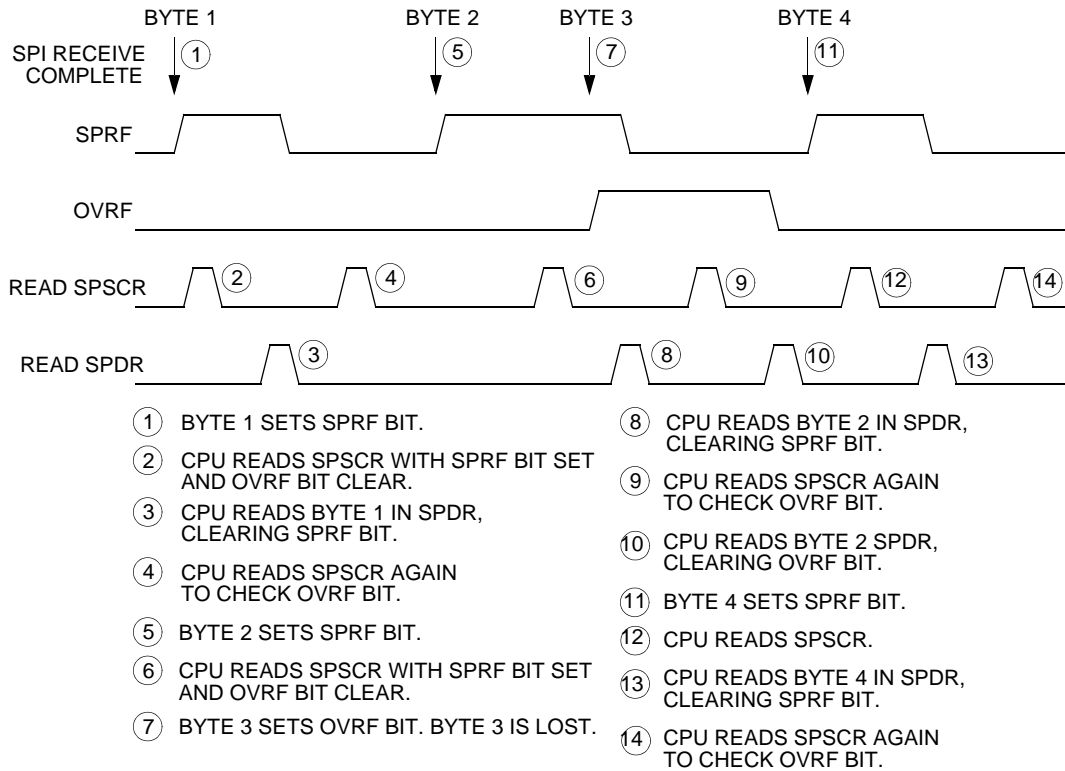 BYTE 1 BYTE 2 BYTE 3 BYTE 4
SPI RECEIVE
COMPLETE
1 5 7 11
SPRF
OVRF
READ SPSCR
2 4 6 9 12 14
READ SPDR
3 8 10 13
1 BYTE 1 SETS SPRF BIT.
2 CPU READS SPSCR WITH SPRF BIT SET
AND OVRF BIT CLEAR.
3 CPU READS BYTE 1 IN SPDR,
CLEARING SPRF BIT.
4 CPU READS SPSCR AGAIN
TO CHECK OVRF BIT.
5 BYTE 2 SETS SPRF BIT.
6 CPU READS SPSCR WITH SPRF BIT SET
AND OVRF BIT CLEAR.
7 BYTE 3 SETS OVRF BIT. BYTE 3 IS LOST.
8 CPU READS BYTE 2 IN SPDR,
CLEARING SPRF BIT.
9 CPU READS SPSCR AGAIN
TO CHECK OVRF BIT.
10 CPU READS BYTE 2 SPDR,
CLEARING OVRF BIT.
11 BYTE 4 SETS SPRF BIT.
12 CPU READS SPSCR.
13 CPU READS BYTE 4 IN SPDR,
CLEARING SPRF BIT.
14 CPU READS SPSCR AGAIN
TO CHECK OVRF BIT.